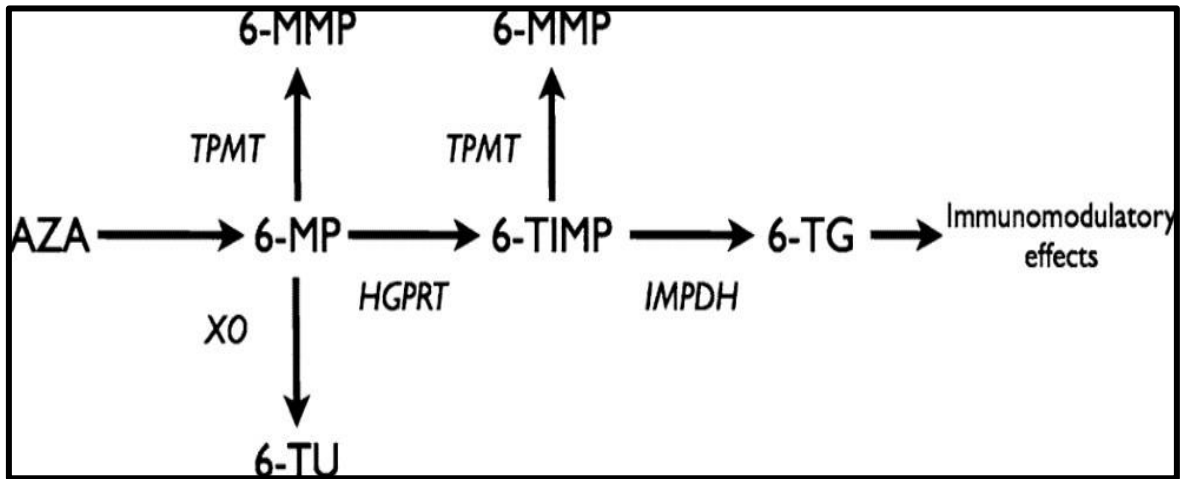 6-MMP
6-MMP
TPMT
TPMT
AZA
6-MP
6-TIMP
6-TG
Immunomodulatory
effects
HGPRT
IMPDH
XO
6-TU